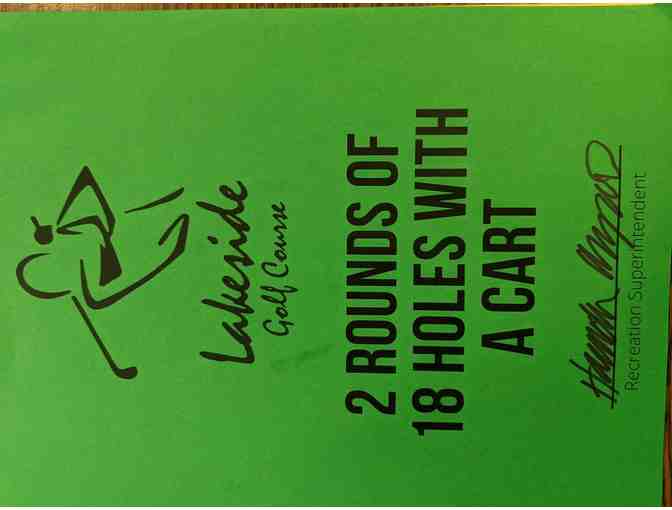 Lakeside
Golf Course
2 ROUNDS OF
18 HOLES WITH
A CART
Recreation Superintendent